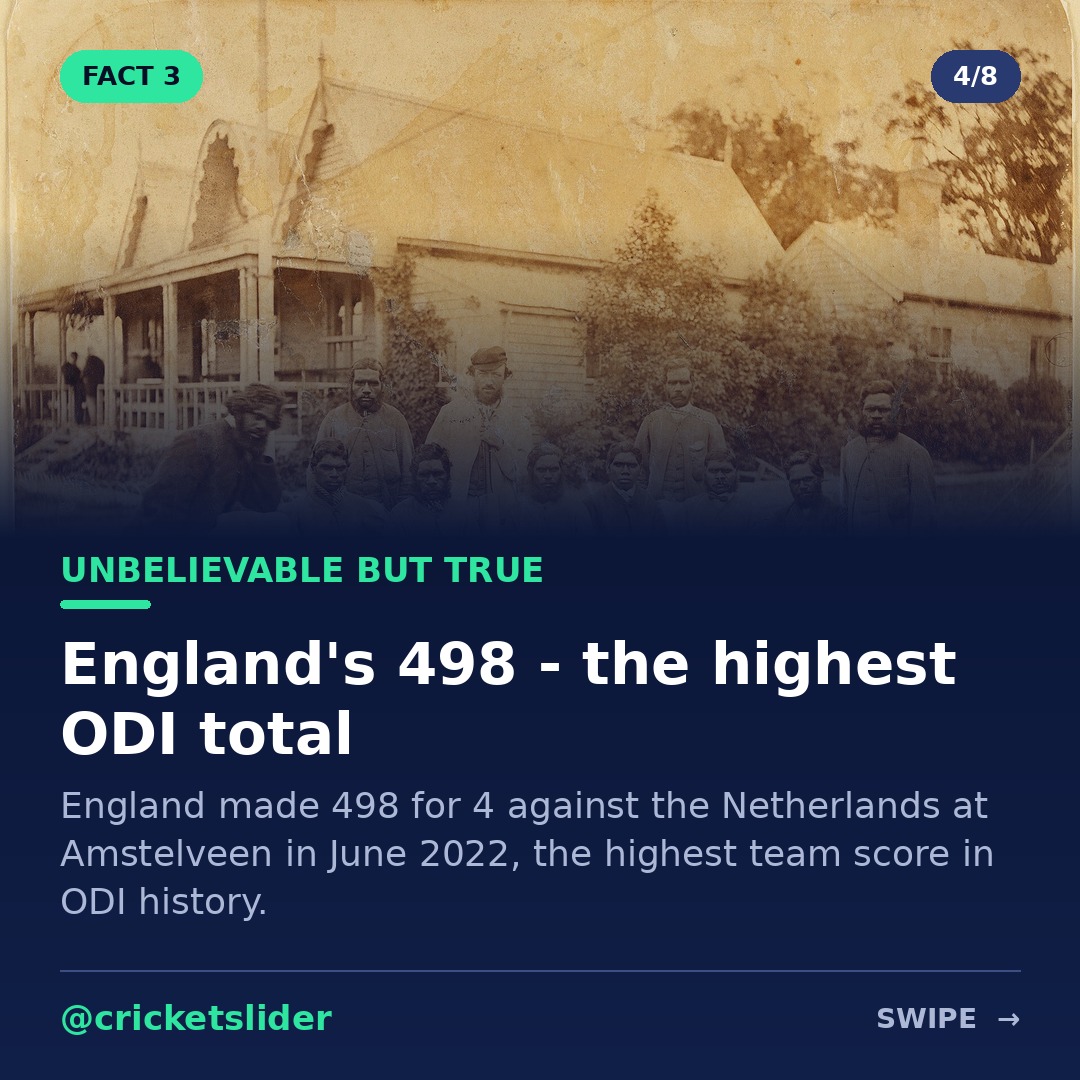 FACT 3
4/8
UNBELIEVABLE BUT TRUE
England's 498 - the highest
ODI total
England made 498 for 4 against the Netherlands at
Amstelveen in June 2022, the highest team score in
ODI history.
@cricketslider
SWIPE →